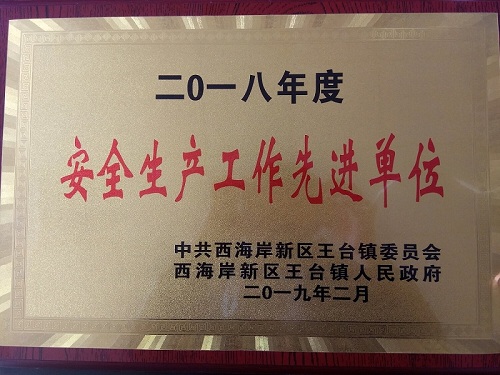 二0一八年度
安全生产工作先进单位
中共西海岸新区王台镇委员会
西海岸新区王台镇人民政府
二0一九年二月